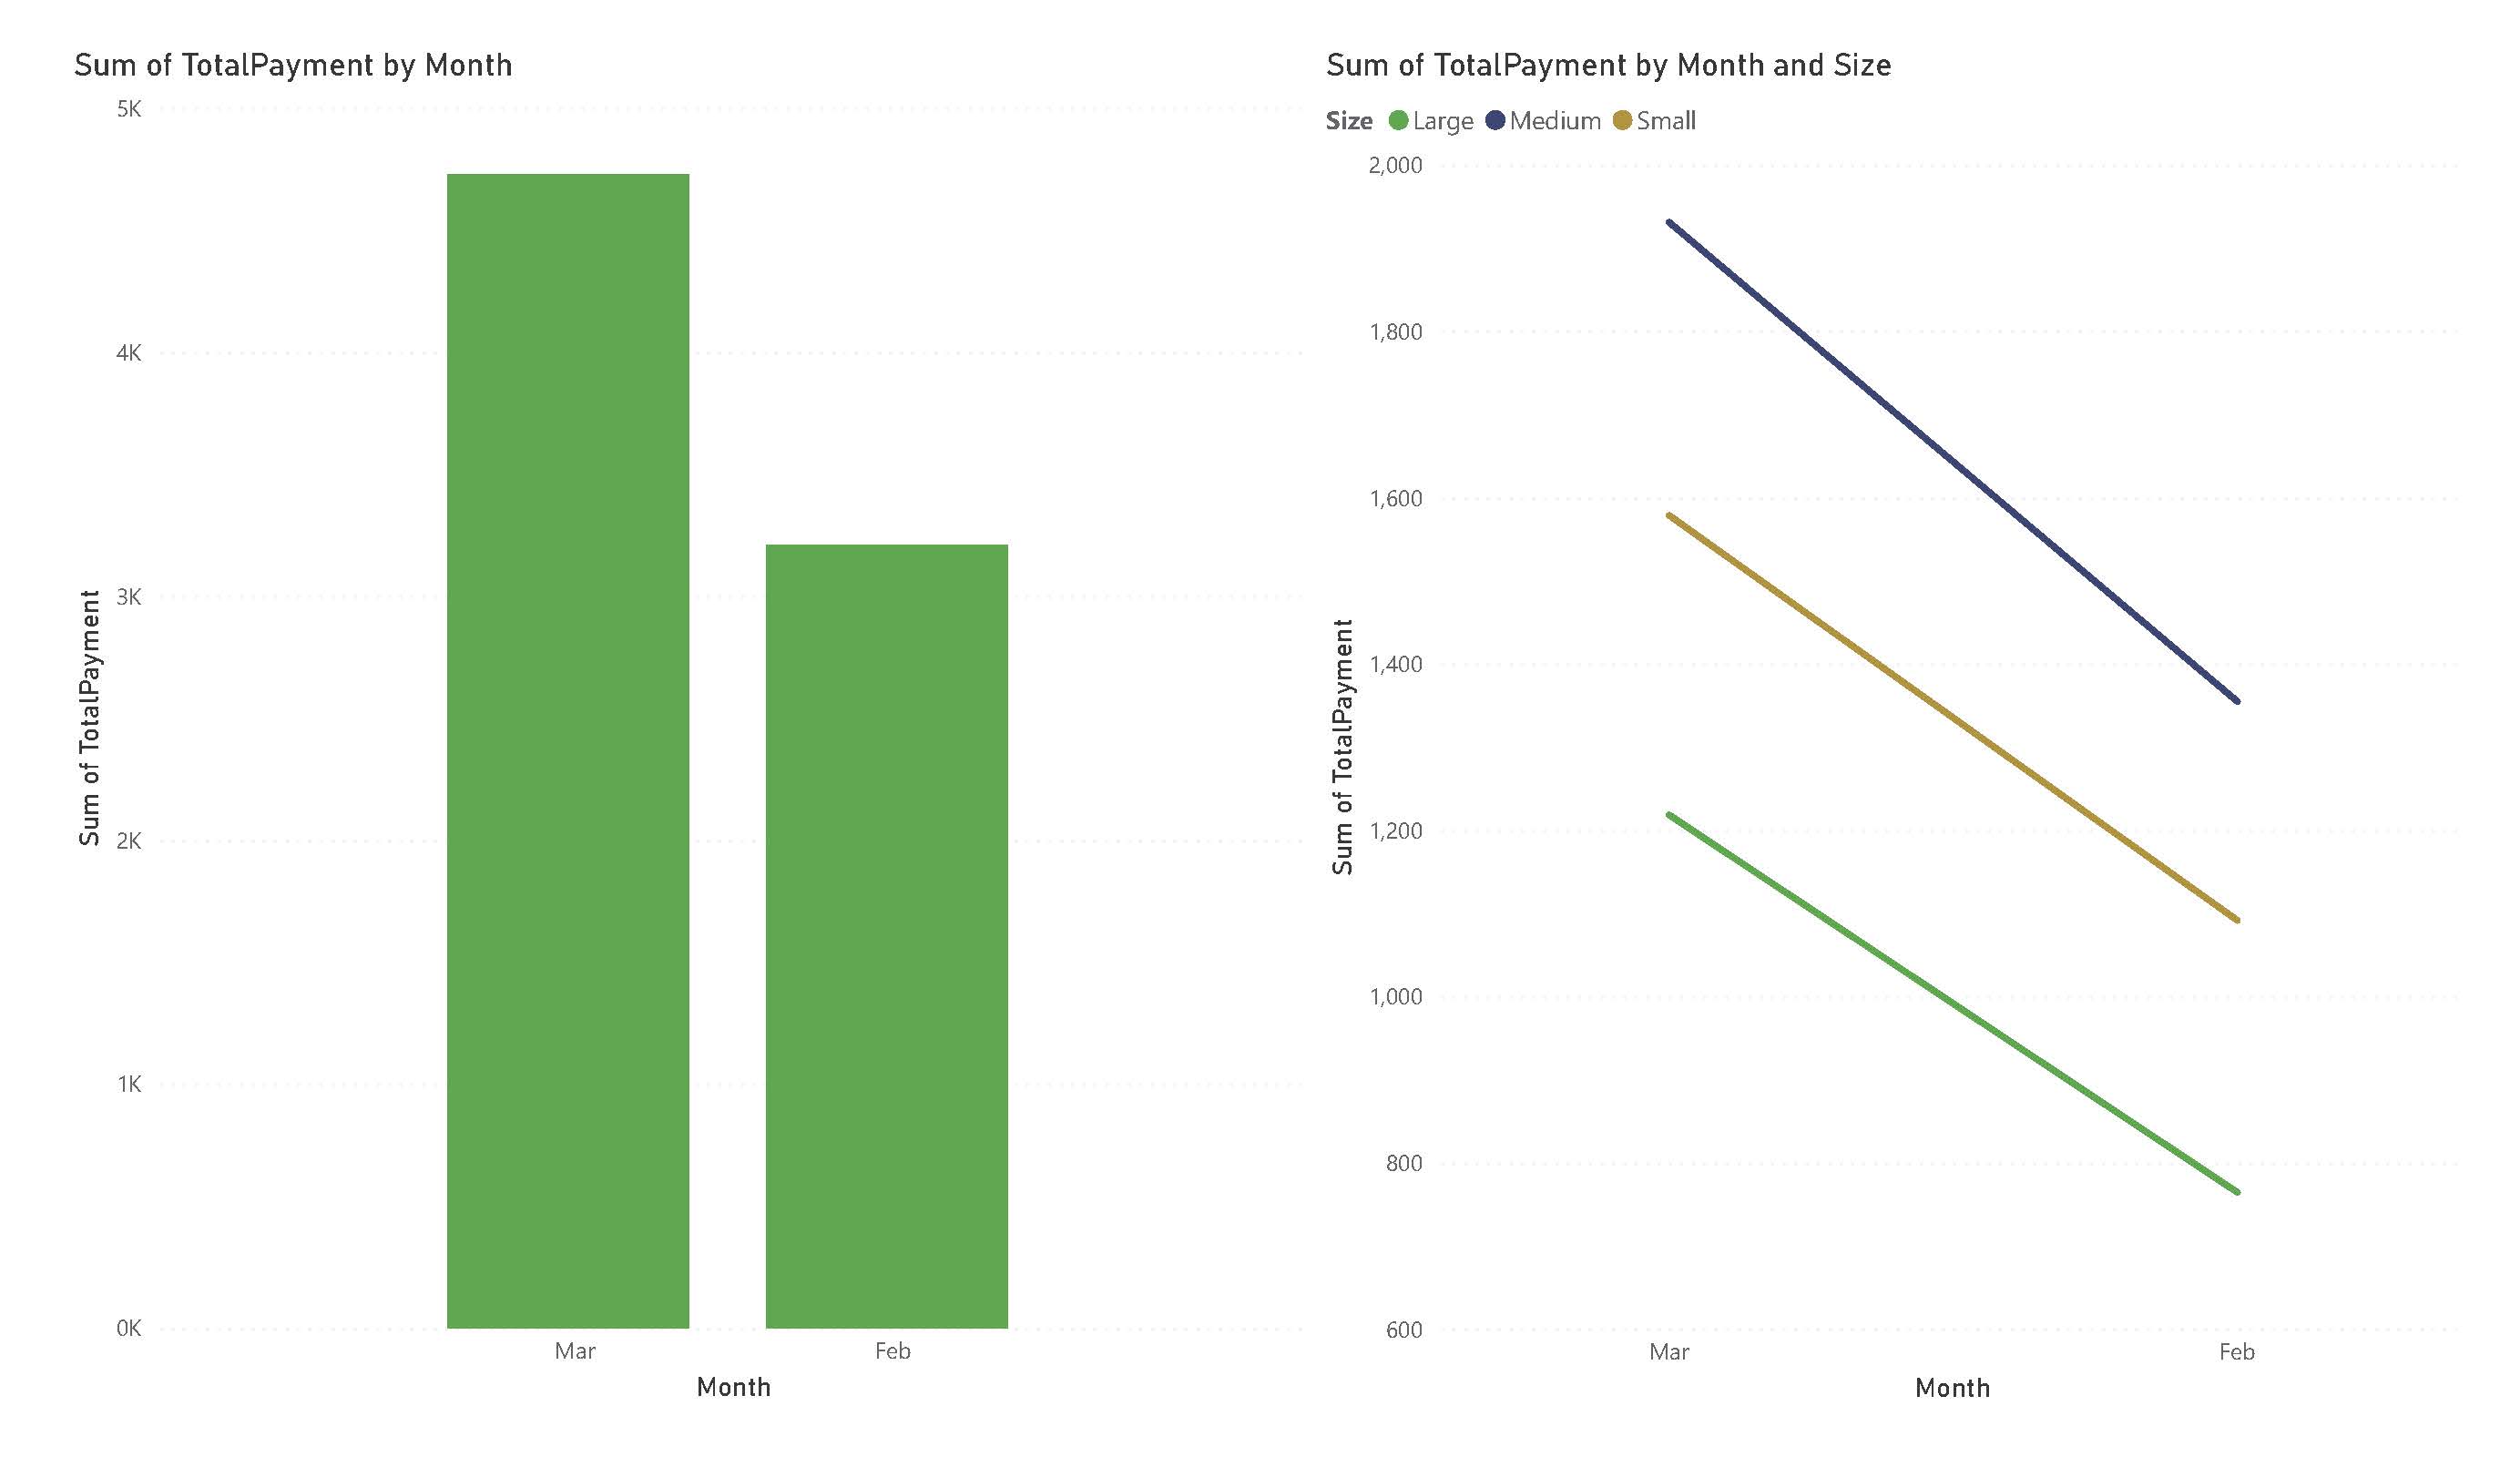 Sum of TotalPayment by Month
5K
4K
3K
2K
1K
0K
Sum of TotalPayment
Mar Feb
Month
Sum of TotalPayment by Month and Size
Size Large Medium Small
2,000
1,800
1,600
1,400
1,200
1,000
800
600
Sum of TotalPayment
Mar Feb
Month